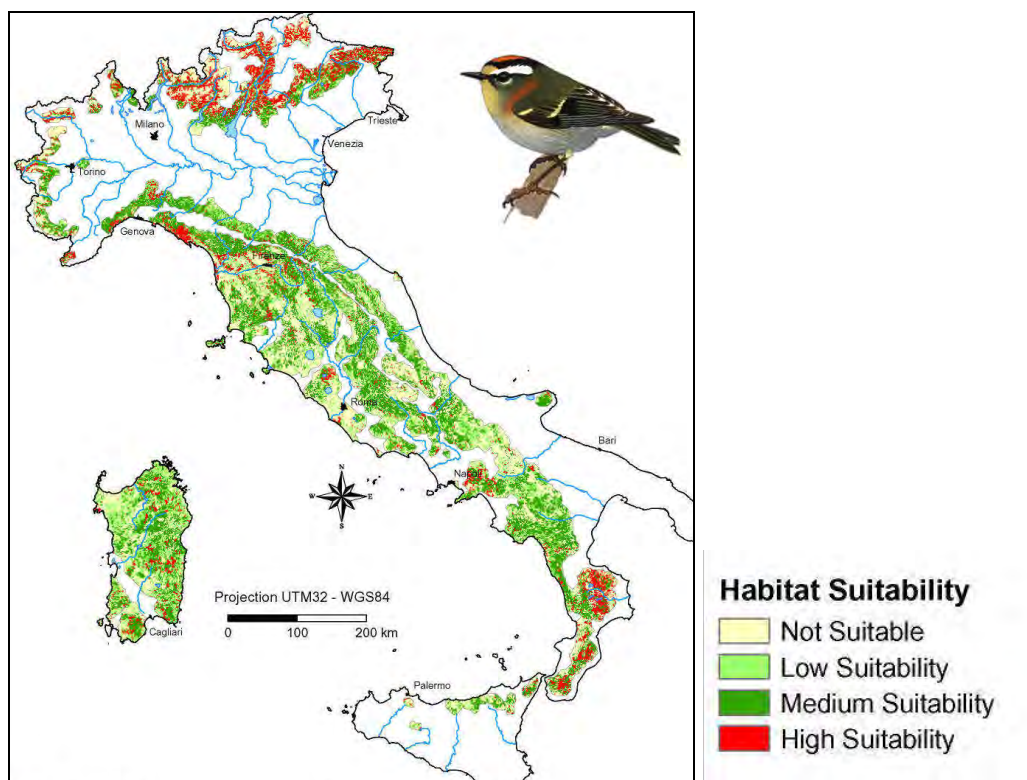 Trieste
Milano
Venezia
Torino
Genova
Firenze
Roma
Bari
Napoli
N
W E
S
Projection UTM32 - WGS84
0 100 200 km
Cagliari
Palermo
Habitat Suitability
Not Suitable
Low Suitability
Medium Suitability
High Suitability